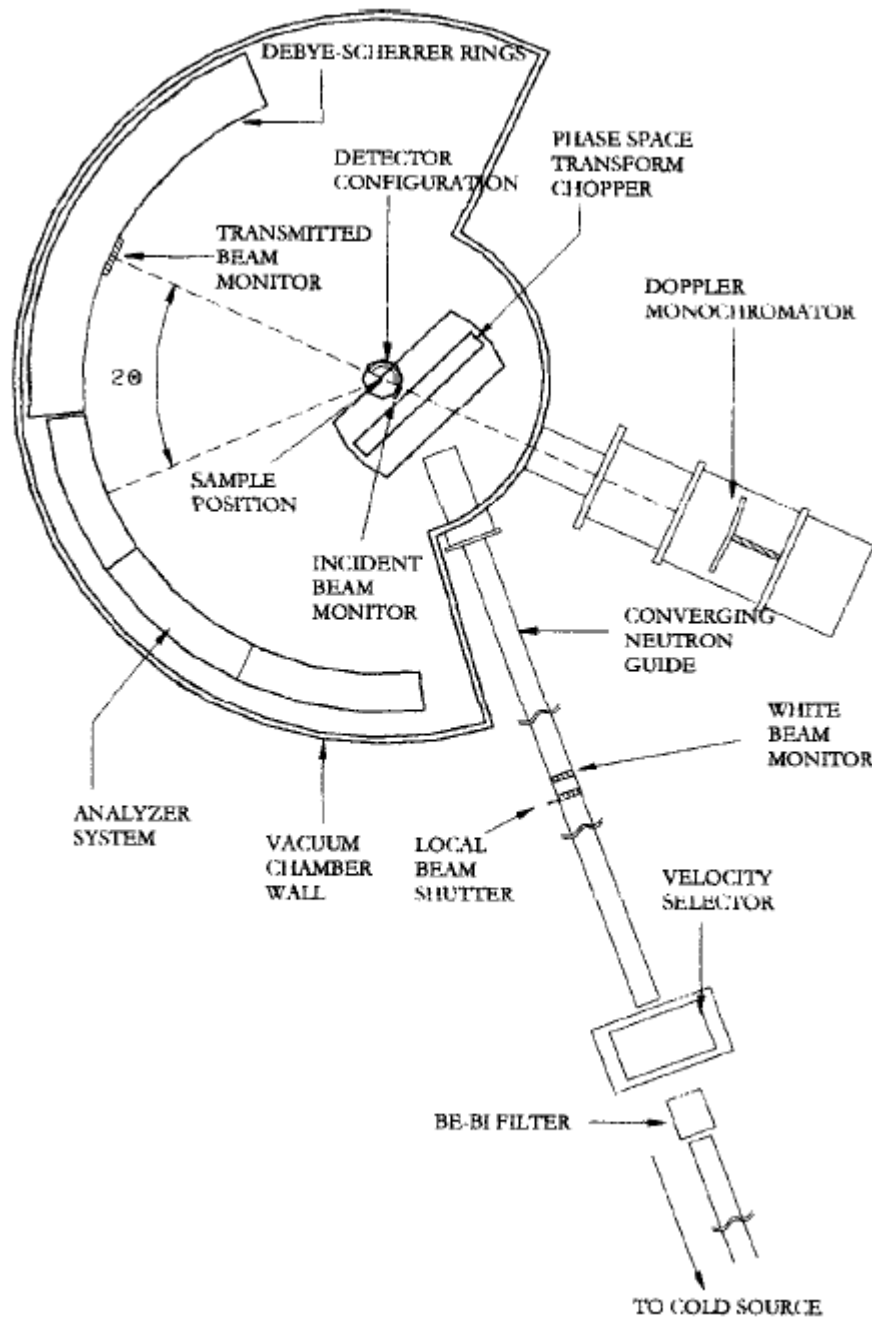 DEBYE-SCHERRER RINGS
DETECTOR
CONFIGURATION
PHASE SPACE
TRANSFORM
CHOPPER
TRANSMITTED
BEAM
MONITOR
DOPPLER
MONOCHROMATOR
2θ
SAMPLE
POSITION
INCIDENT
BEAM
MONITOR
CONVERGING
NEUTRON
GUIDE
WHITE
BEAM
MONITOR
ANALYZER
SYSTEM
VACUUM
CHAMBER
WALL
LOCAL
BEAM
SHUTTER
VELOCITY
SELECTOR
BE-BI FILTER
TO COLD SOURCE